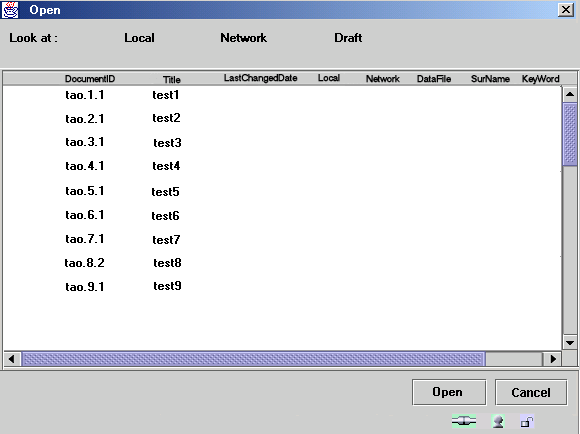 Open
Look at : Local Network Draft
DocumentID Title LastChangedDate Local Network DataFile SurName KeyWord
tao.1.1 test1
tao.2.1 test2
tao.3.1 test3
tao.4.1 test4
tao.5.1 test5
tao.6.1 test6
tao.7.1 test7
tao.8.2 test8
tao.9.1 test9
Open Cancel